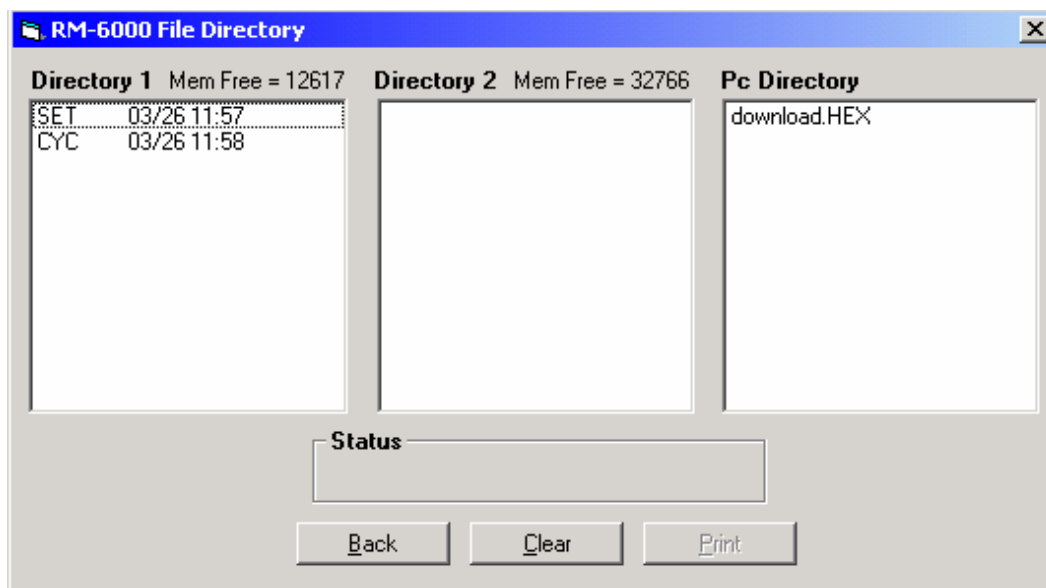 RM-6000 File Directory
Directory 1 Mem Free = 12617
SET 03/26 11:57
CYC 03/26 11:58
Directory 2 Mem Free = 32766
Pc Directory
download.HEX
Status
Back
Clear
Print